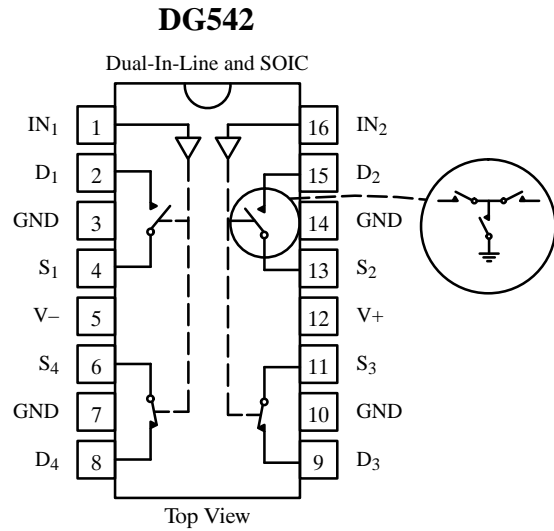 DG542
Dual-In-Line and SOIC
IN1 1 16 IN2
D1 2 15 D2
GND 3 14 GND
S1 4 13 S2
V– 5 12 V+
S4 6 11 S3
GND 7 10 GND
D4 8 9 D3
Top View